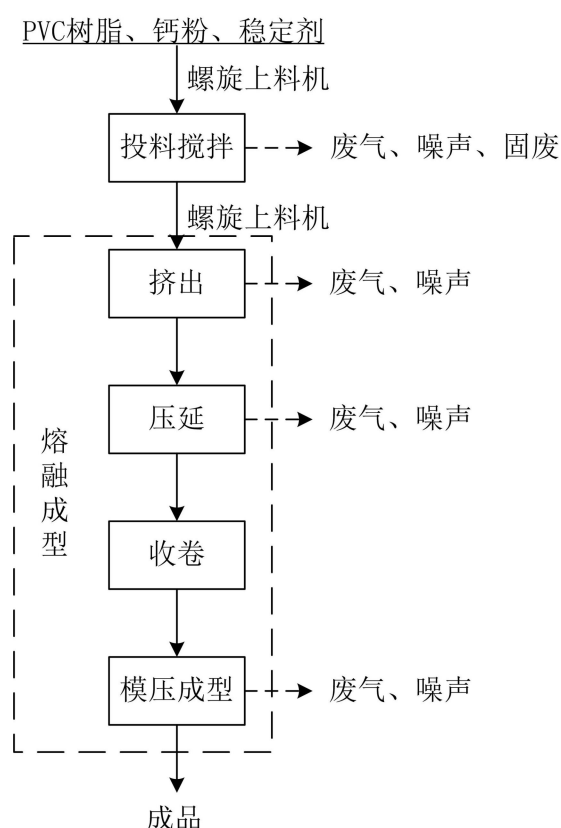 PVC树脂、钙粉、稳定剂
螺旋上料机
投料搅拌
废气、噪声、固废
螺旋上料机
挤出
废气、噪声
压延
废气、噪声
熔融成型
收卷
模压成型
废气、噪声
成品